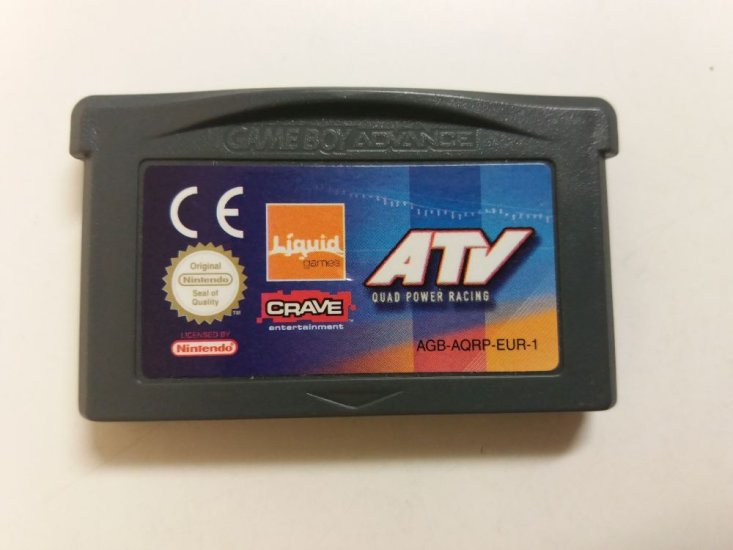 GAME BOY ADVANCE
CE
Original
Nintendo
Seal of
Quality
TM
LICENSED BY
Nintendo
Liquid
games
CRAVE
entertainment
ATV
QUAD POWER RACING
AGB-AQRP-EUR-1